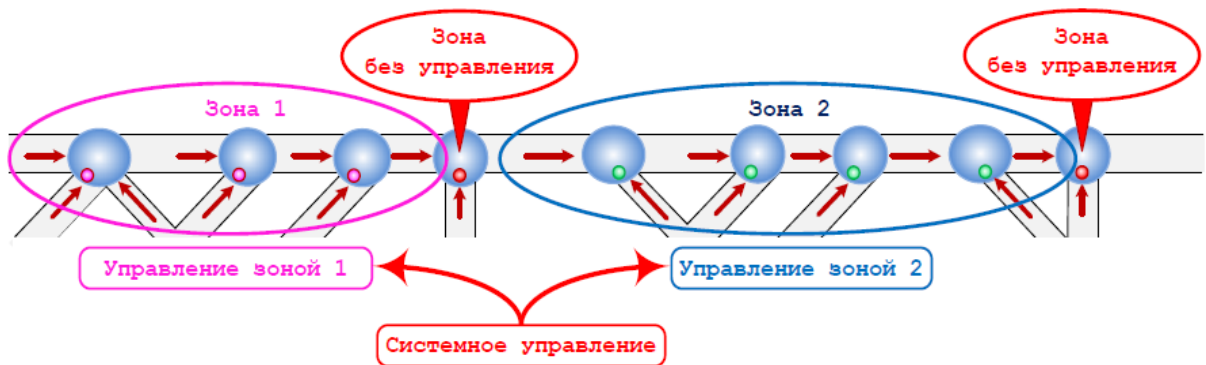 Зона
без управления
Зона
без управления
Зона 1
Зона 2
Управление зоной 1
Управление зоной 2
Системное управление